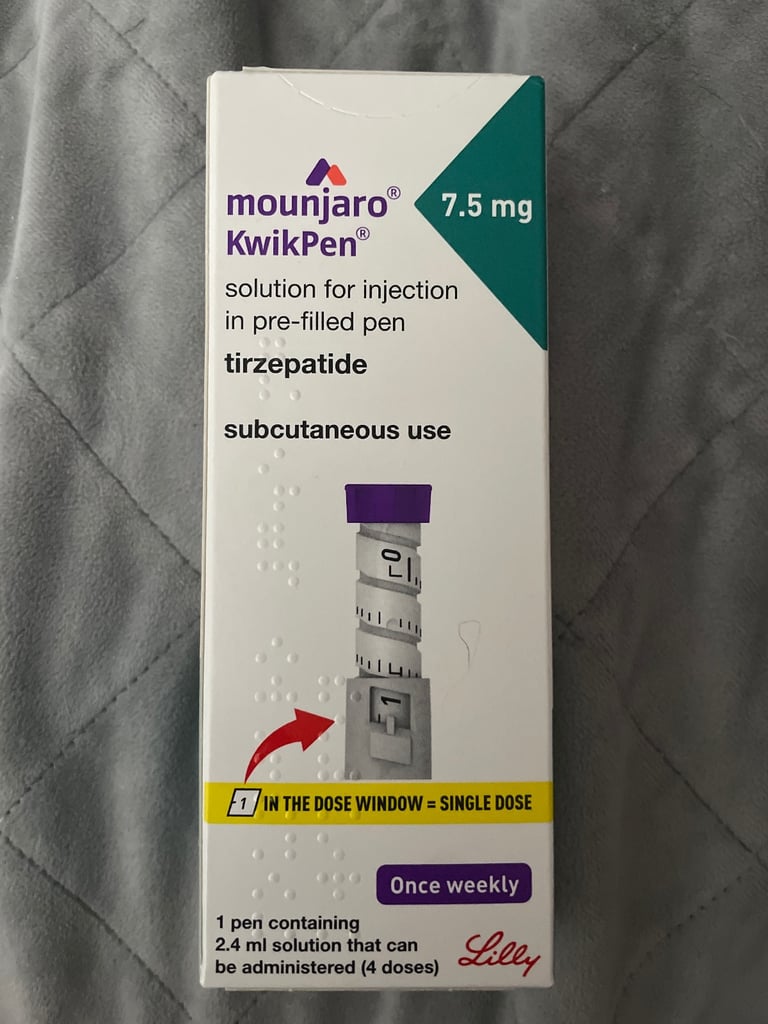 mounjaro®
KwikPen®
7.5 mg
solution for injection
in pre-filled pen
tirzepatide
subcutaneous use
0
1
1
1 IN THE DOSE WINDOW = SINGLE DOSE
Once weekly
1 pen containing
2.4 ml solution that can
be administered (4 doses)
Lilly